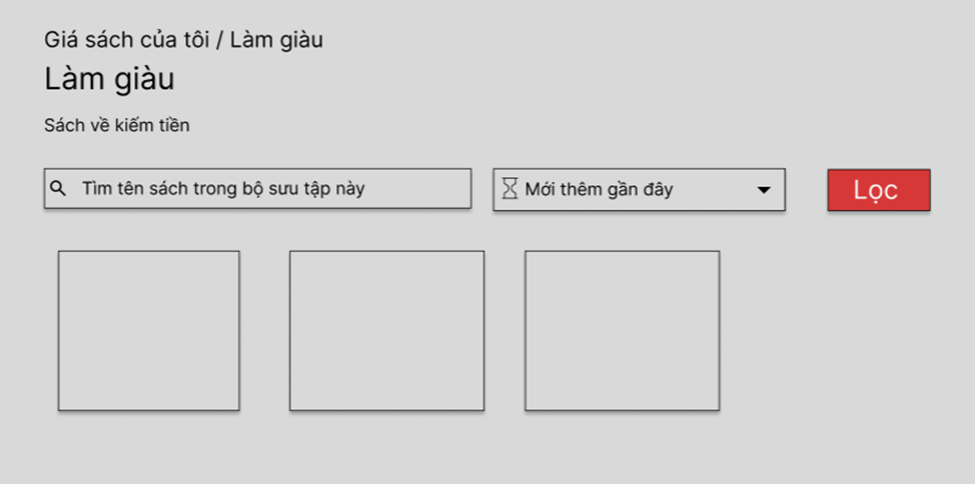 Giá sách của tôi / Làm giàu
Làm giàu
Sách về kiếm tiền
Tìm tên sách trong bộ sưu tập này
Mới thêm gần đây
Lọc